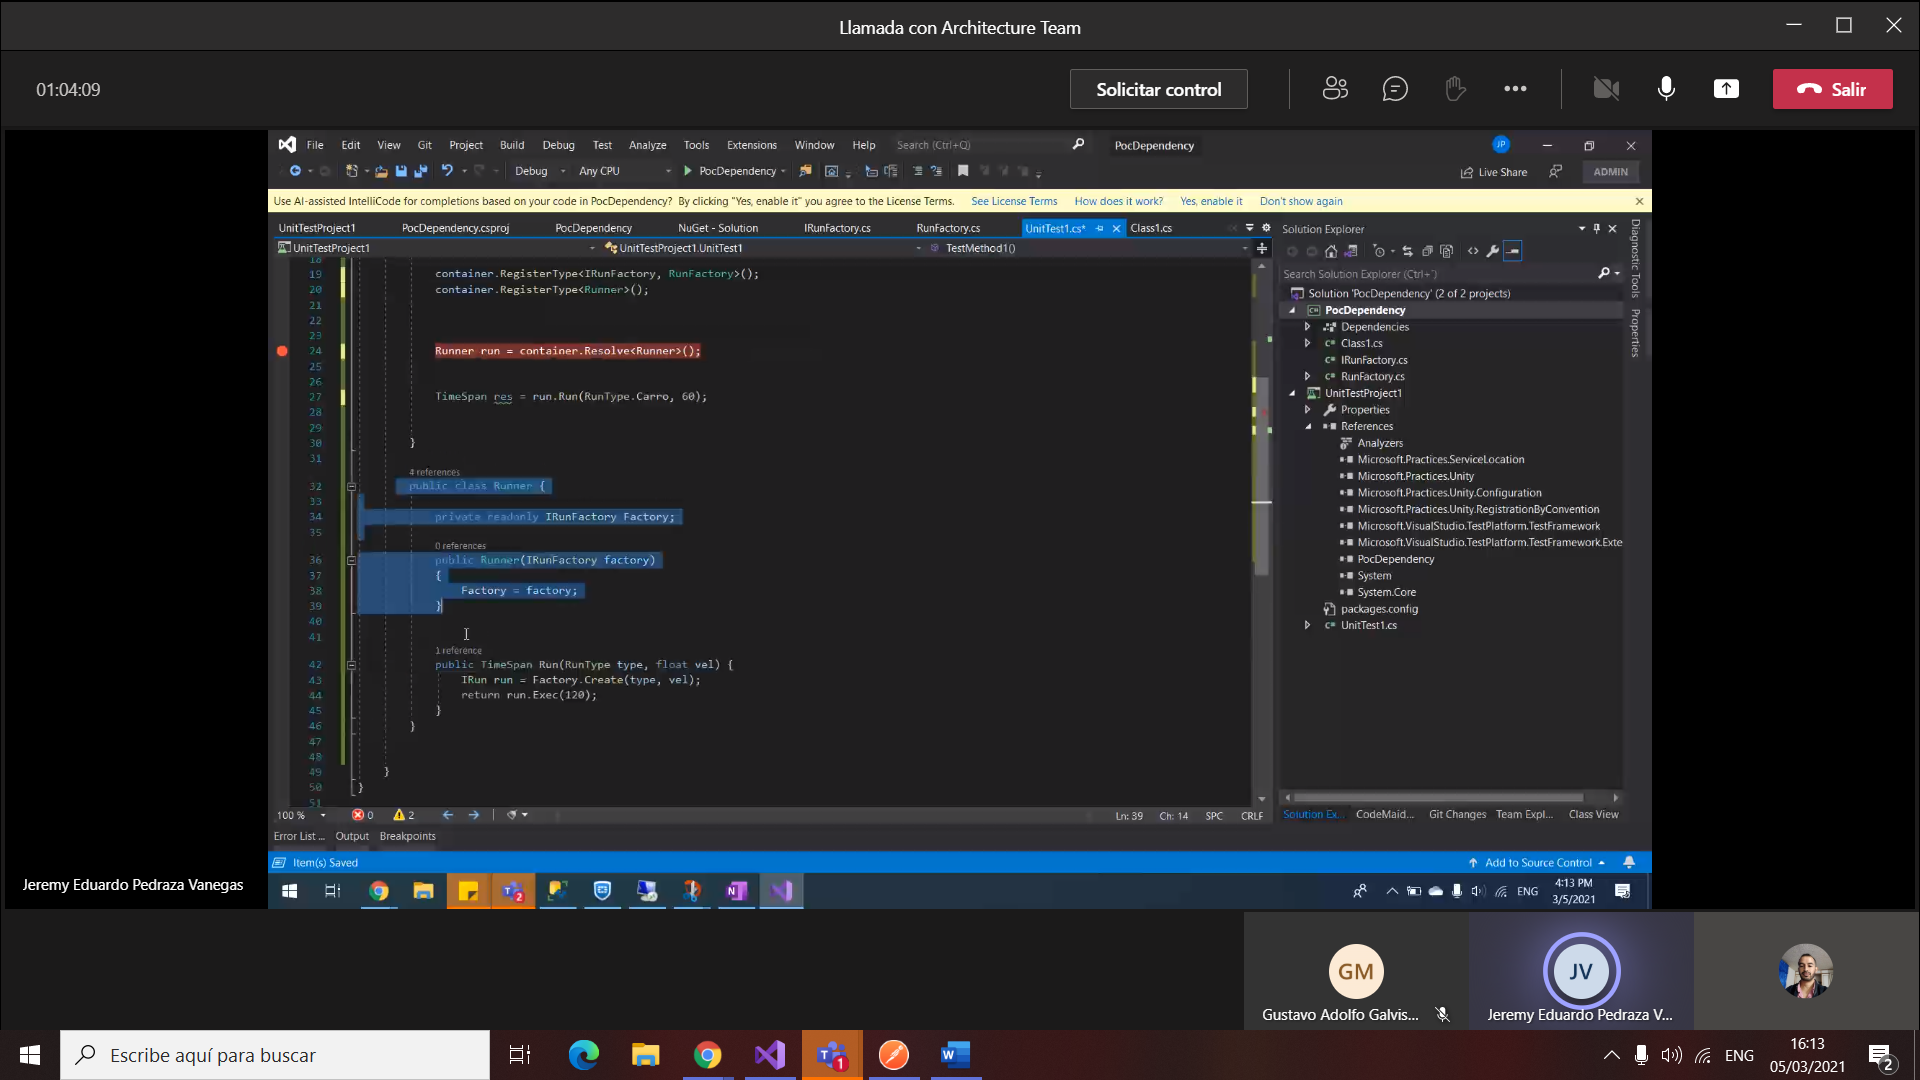 Llamada con Architecture Team
01:04:09
Solicitar control
Salir
File Edit View Git Project Build Debug Test Analyze Tools Extensions Window Help Search (Ctrl+Q) PocDependency JP
Debug Any CPU PocDependency Live Share ADMIN
Use AI-assisted IntelliCode for completions based on your code in PocDependency? By clicking "Yes, enable it" you agree to the License Terms. See License Terms How does it work? Yes, enable it Don't show again
UnitTestProject1 PocDependency.csproj PocDependency NuGet - Solution IRunFactory.cs RunFactory.cs UnitTest1.cs* Class1.cs
UnitTestProject1 UnitTestProject1.UnitTest1 TestMethod1()
18
19 container.RegisterType<IRunFactory, RunFactory>();
20 container.RegisterType<Runner>();
21
22
23
24 Runner run = container.Resolve<Runner>();
25
26
27 TimeSpan res = run.Run(RunType.Carro, 60);
28
29
30 }
31
4 references
32 public class Runner {
33
34 private readonly IRunFactory Factory;
35
0 references
36 public Runner(IRunFactory factory)
37 {
38 Factory = factory;
39 }
40
41
1 reference
42 public TimeSpan Run(RunType type, float vel) {
43 IRun run = Factory.Create(type, vel);
44 return run.Exec(120);
45 }
46 }
47
48
49 }
50 }
51
100 % 0 2 Ln: 39 Ch: 14 SPC CRLF
Error List ... Output Breakpoints
Solution Explorer
Search Solution Explorer (Ctrl+')
Solution 'PocDependency' (2 of 2 projects)
PocDependency
Dependencies
Class1.cs
IRunFactory.cs
RunFactory.cs
UnitTestProject1
Properties
References
Analyzers
Microsoft.Practices.ServiceLocation
Microsoft.Practices.Unity
Microsoft.Practices.Unity.Configuration
Microsoft.Practices.Unity.RegistrationByConvention
Microsoft.VisualStudio.TestPlatform.TestFramework
Microsoft.VisualStudio.TestPlatform.TestFramework.Exte
PocDependency
System
System.Core
packages.config
UnitTest1.cs
Solution Ex... CodeMaid... Git Changes Team Expl... Class View
Diagnostic Tools
Properties
Item(s) Saved Add to Source Control
2 N ENG 4:13 PM
3/5/2021
Jeremy Eduardo Pedraza Vanegas
GM
Gustavo Adolfo Galvis...
JV
Jeremy Eduardo Pedraza V...
Escribe aquí para buscar
1 W ENG 16:13
05/03/2021 2